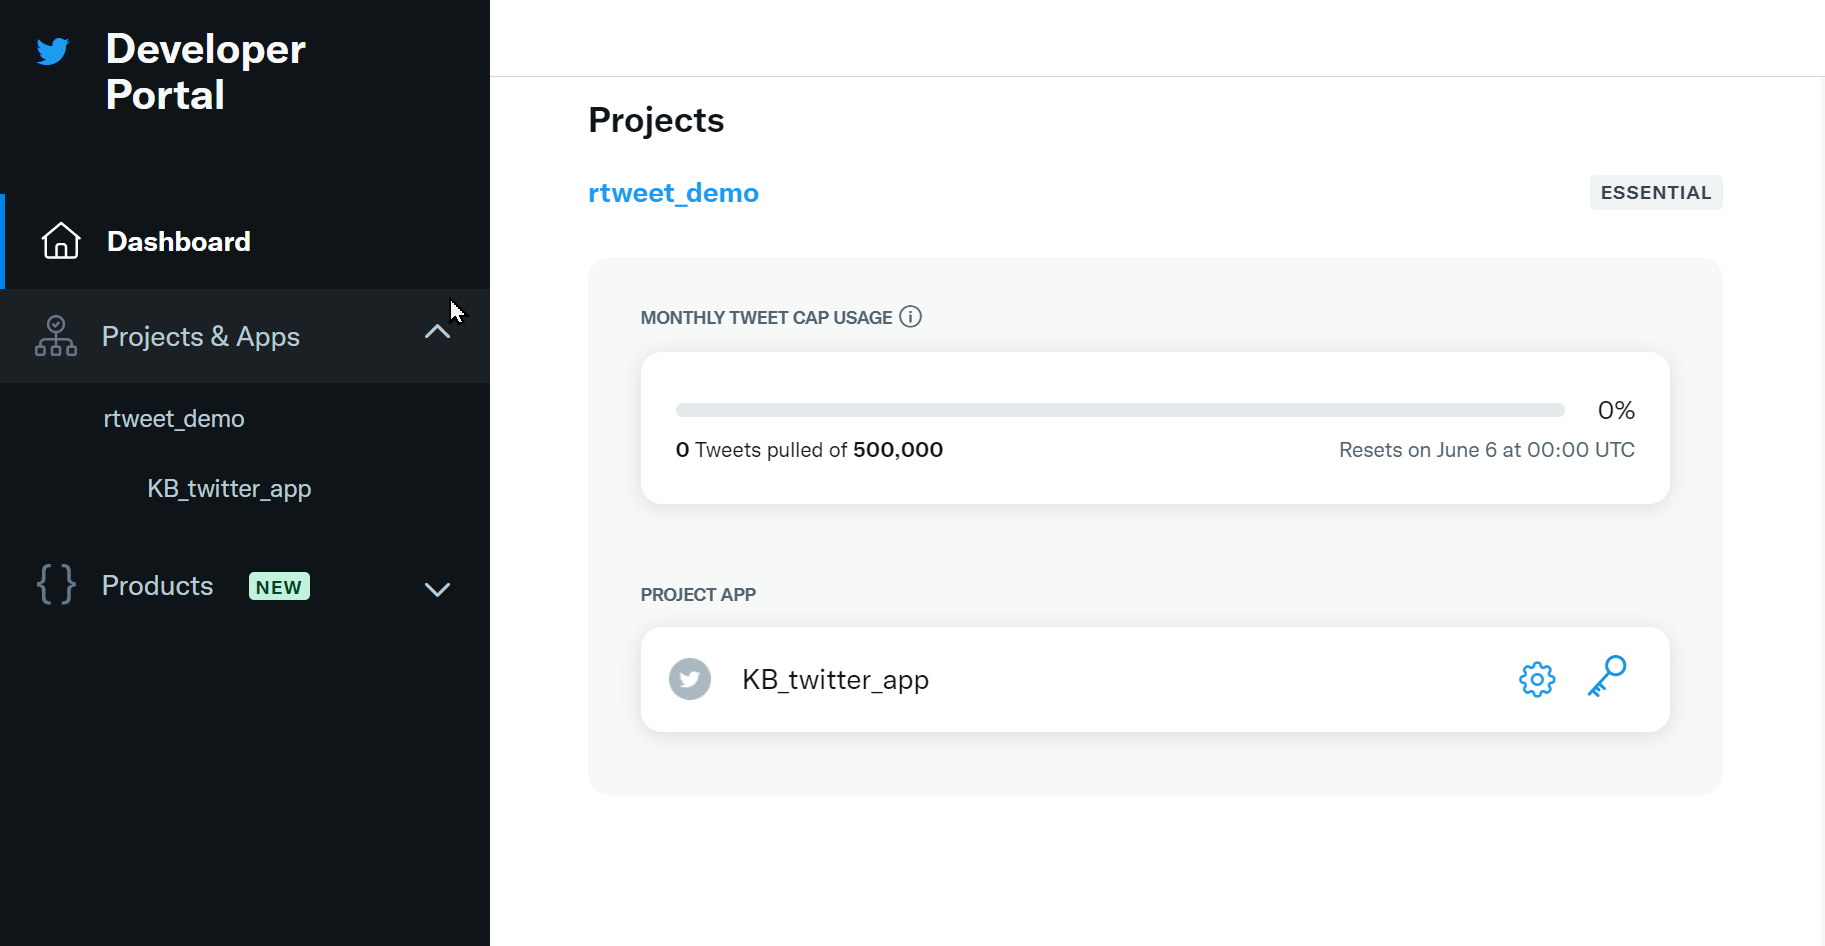 Developer
Portal
Dashboard
Projects & Apps
rtweet_demo
KB_twitter_app
Products NEW
Projects
rtweet_demo ESSENTIAL
MONTHLY TWEET CAP USAGE
0%
0 Tweets pulled of 500,000 Resets on June 6 at 00:00 UTC
PROJECT APP
KB_twitter_app